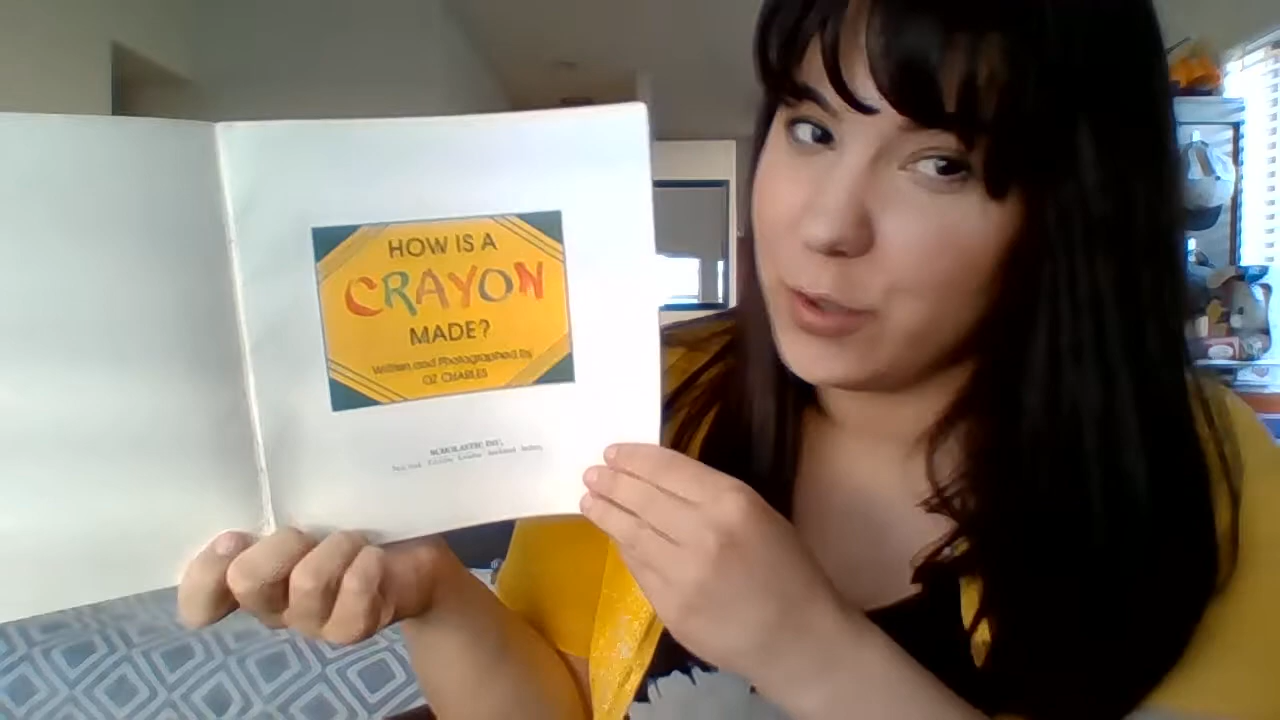 HOW IS A
CRAYON
MADE?
Written and Photographed by
OZ CHARLES
SCHOLASTIC INC.